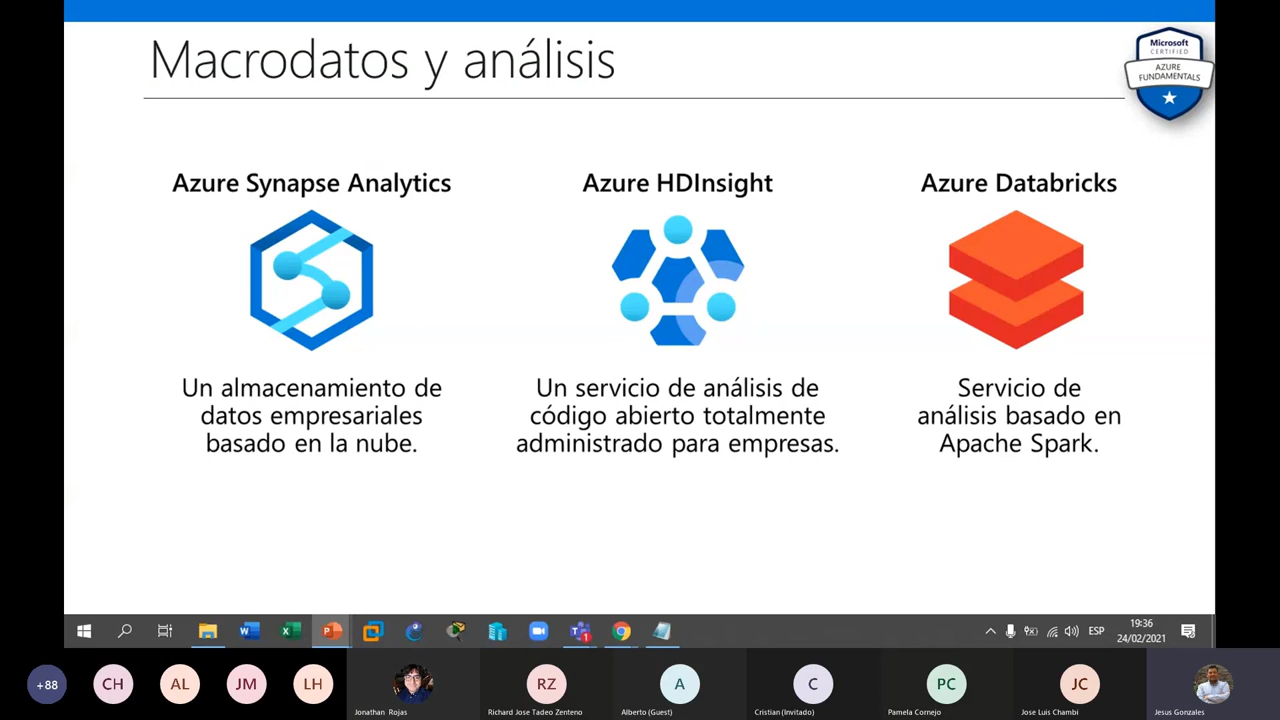 Macrodatos y análisis
Microsoft
CERTIFIED
AZURE
FUNDAMENTALS
Azure Synapse Analytics
Un almacenamiento de
datos empresariales
basado en la nube.
Azure HDInsight
Un servicio de análisis de
código abierto totalmente
administrado para empresas.
Azure Databricks
Servicio de
análisis basado en
Apache Spark.
1
ESP
19:36
24/02/2021
+88
CH
AL
JM
LH
Jonathan Rojas
RZ
Richard Jose Tadeo Zenteno
A
Alberto (Guest)
C
Cristian (Invitado)
PC
Pamela Cornejo
JC
Jose Luis Chambi
Jesus Gonzales